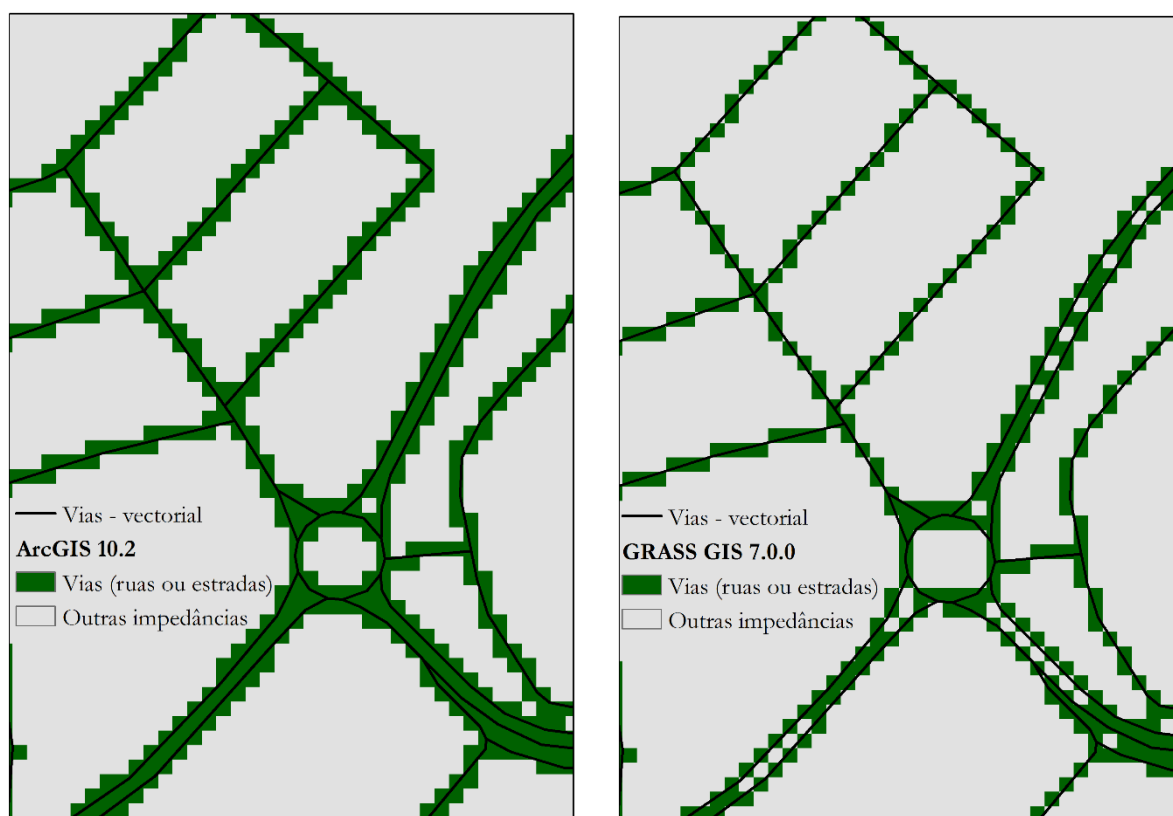 Vias - vectorial
ArcGIS 10.2
Vias (ruas ou estradas)
Outras impedâncias
Vias - vectorial
GRASS GIS 7.0.0
Vias (ruas ou estradas)
Outras impedâncias